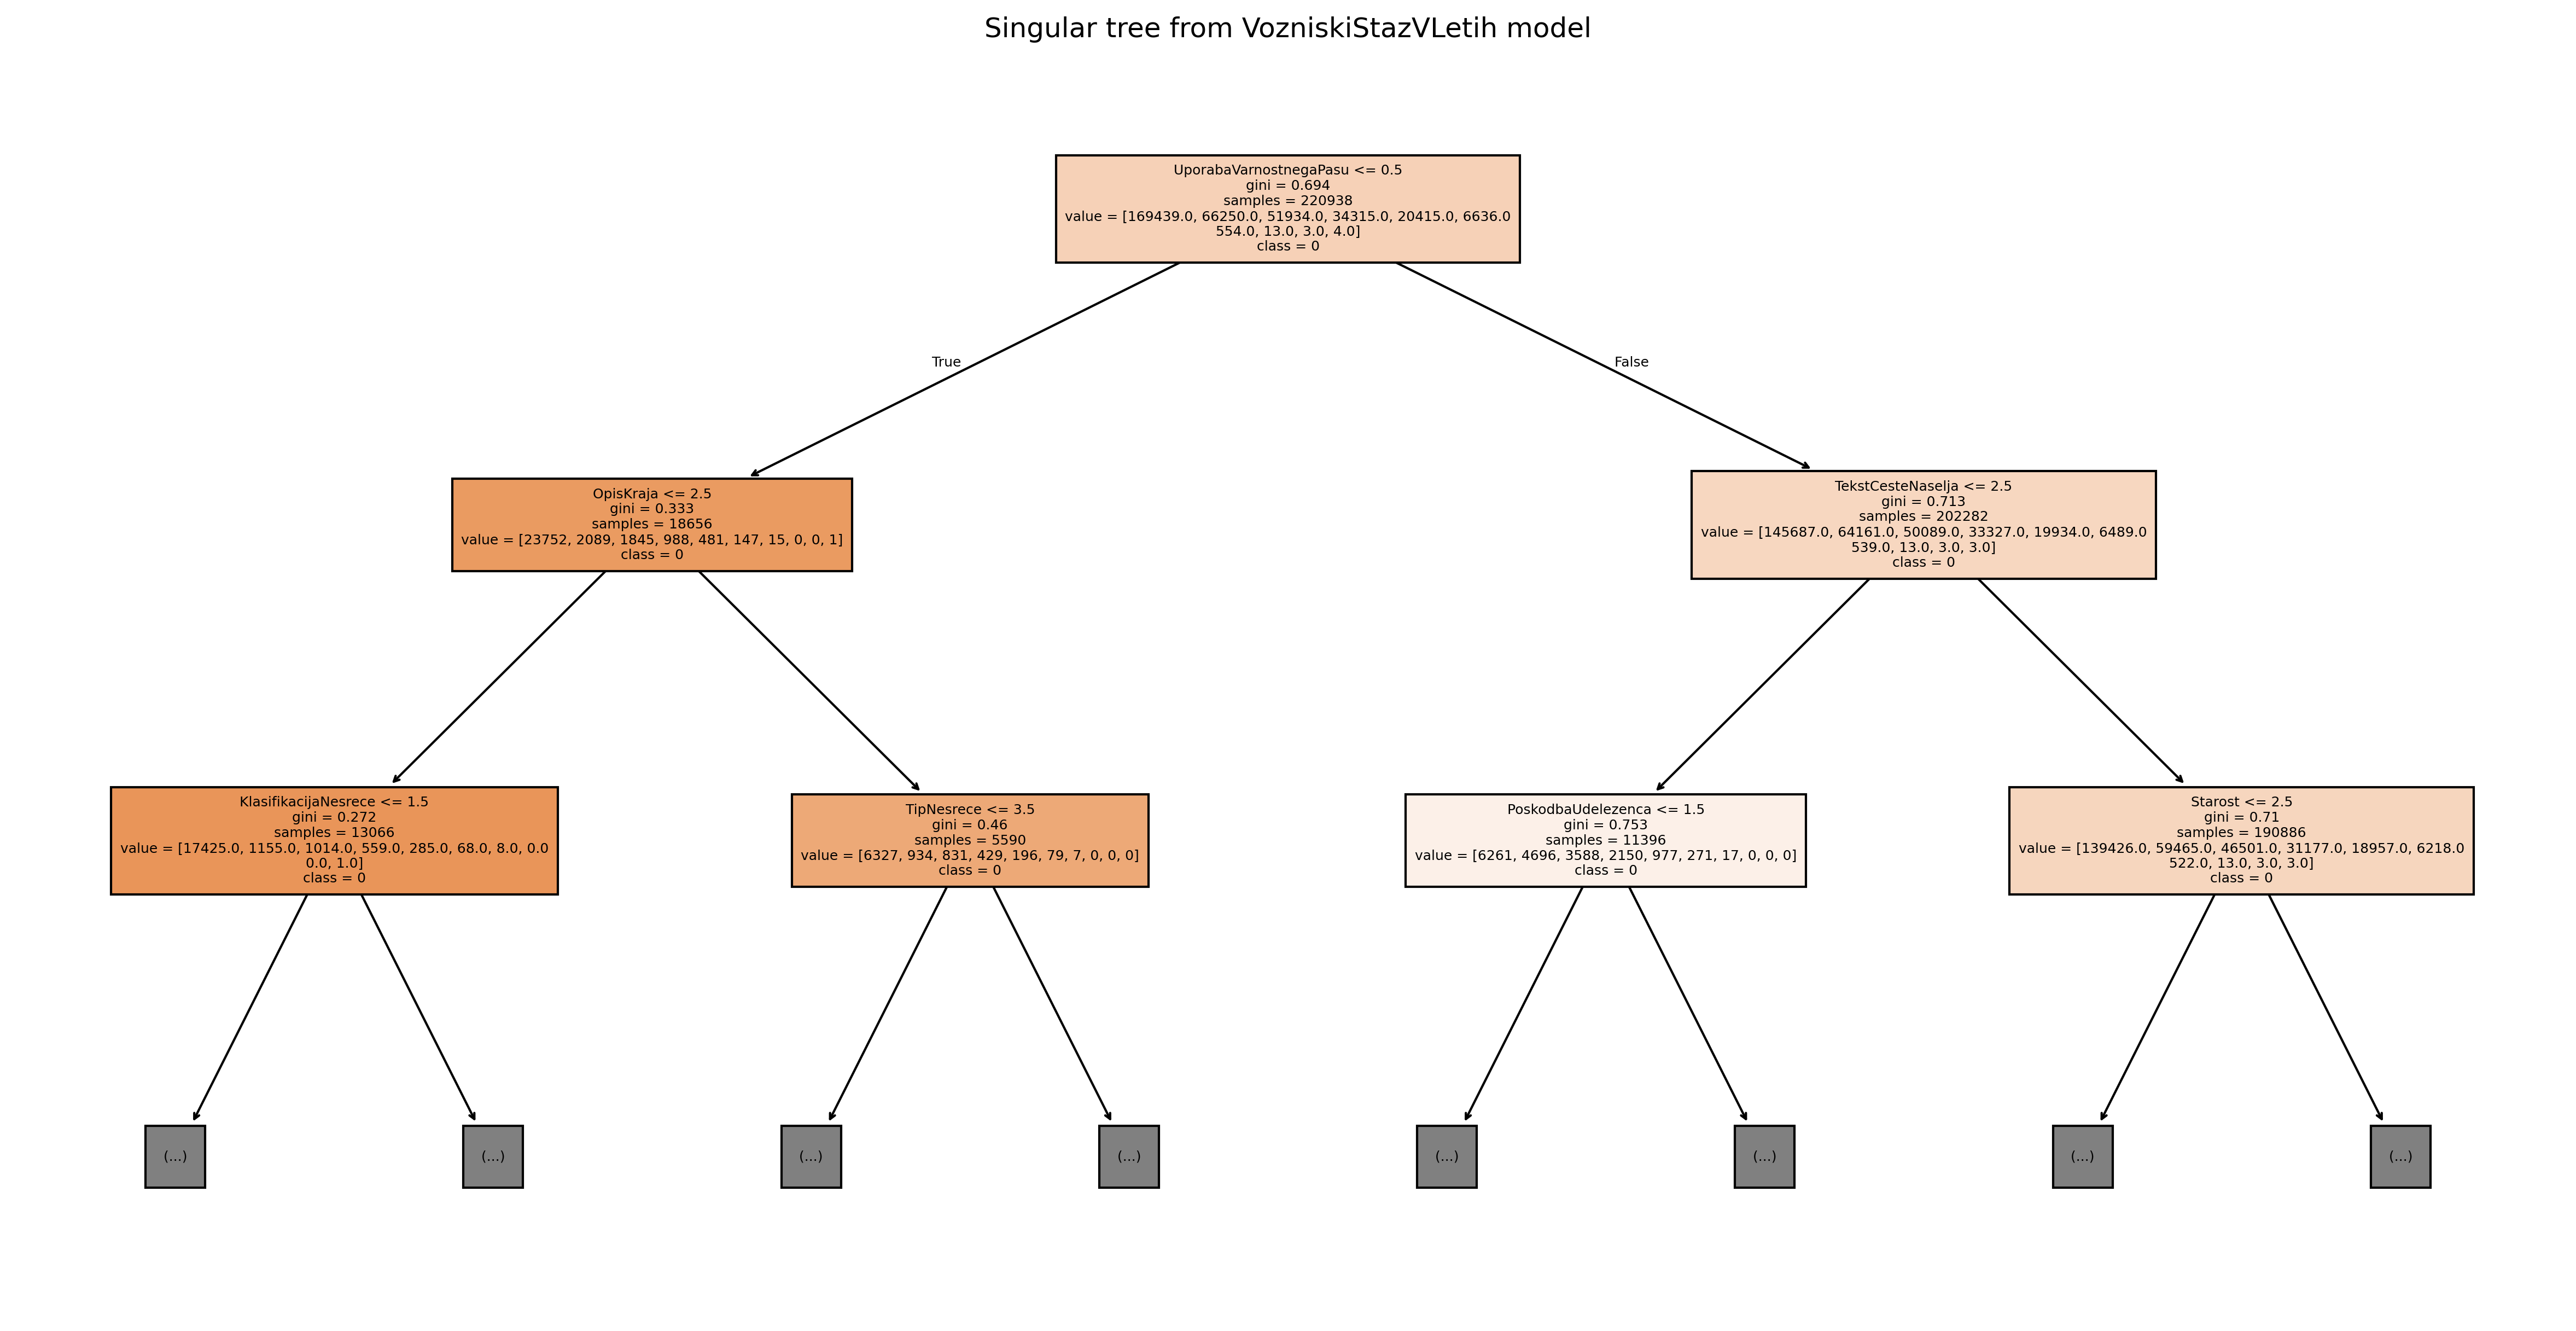 Singular tree from VozniskiStazVLetih model
UporabaVarnostnegaPasu <= 0.5
gini = 0.694
samples = 220938
value = [169439.0, 66250.0, 51934.0, 34315.0, 20415.0, 6636.0
554.0, 13.0, 3.0, 4.0]
class = 0
True
False
OpisKraja <= 2.5
gini = 0.333
samples = 18656
value = [23752, 2089, 1845, 988, 481, 147, 15, 0, 0, 1]
class = 0
TekstCesteNaselja <= 2.5
gini = 0.713
samples = 202282
value = [145687.0, 64161.0, 50089.0, 33327.0, 19934.0, 6489.0
539.0, 13.0, 3.0, 3.0]
class = 0
KlasifikacijaNesrece <= 1.5
gini = 0.272
samples = 13066
value = [17425.0, 1155.0, 1014.0, 559.0, 285.0, 68.0, 8.0, 0.0
0.0, 1.0]
class = 0
TipNesrece <= 3.5
gini = 0.46
samples = 5590
value = [6327, 934, 831, 429, 196, 79, 7, 0, 0, 0]
class = 0
PoskodbaUdelezenca <= 1.5
gini = 0.753
samples = 11396
value = [6261, 4696, 3588, 2150, 977, 271, 17, 0, 0, 0]
class = 0
Starost <= 2.5
gini = 0.71
samples = 190886
value = [139426.0, 59465.0, 46501.0, 31177.0, 18957.0, 6218.0
522.0, 13.0, 3.0, 3.0]
class = 0
(...)
(...)
(...)
(...)
(...)
(...)
(...)
(...)